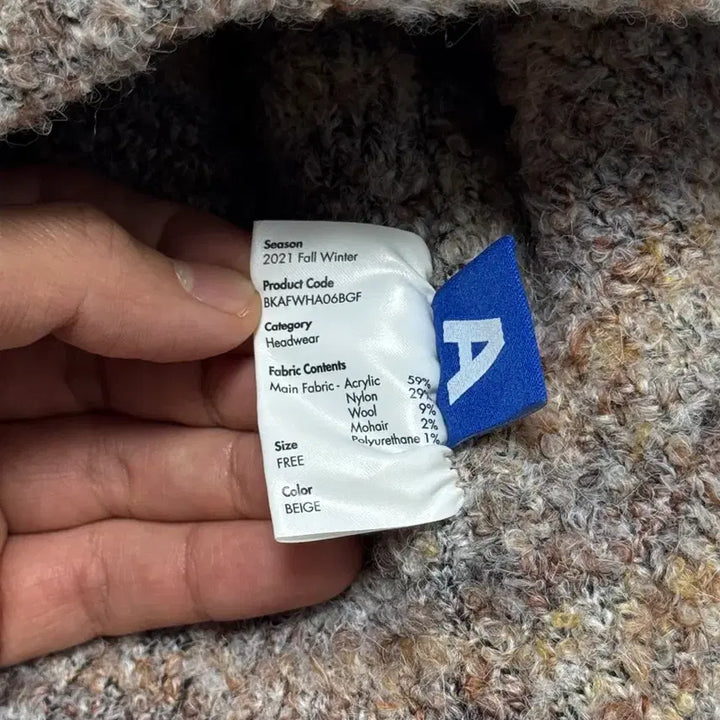 Season
2021 Fall Winter
Product Code
BKAFWHA06BGF
Category
Headwear
Fabric Contents
Main Fabric - Acrylic 59%
Nylon 29%
Wool 9%
Mohair 2%
Polyurethane 1%
Size
FREE
Color
BEIGE
A